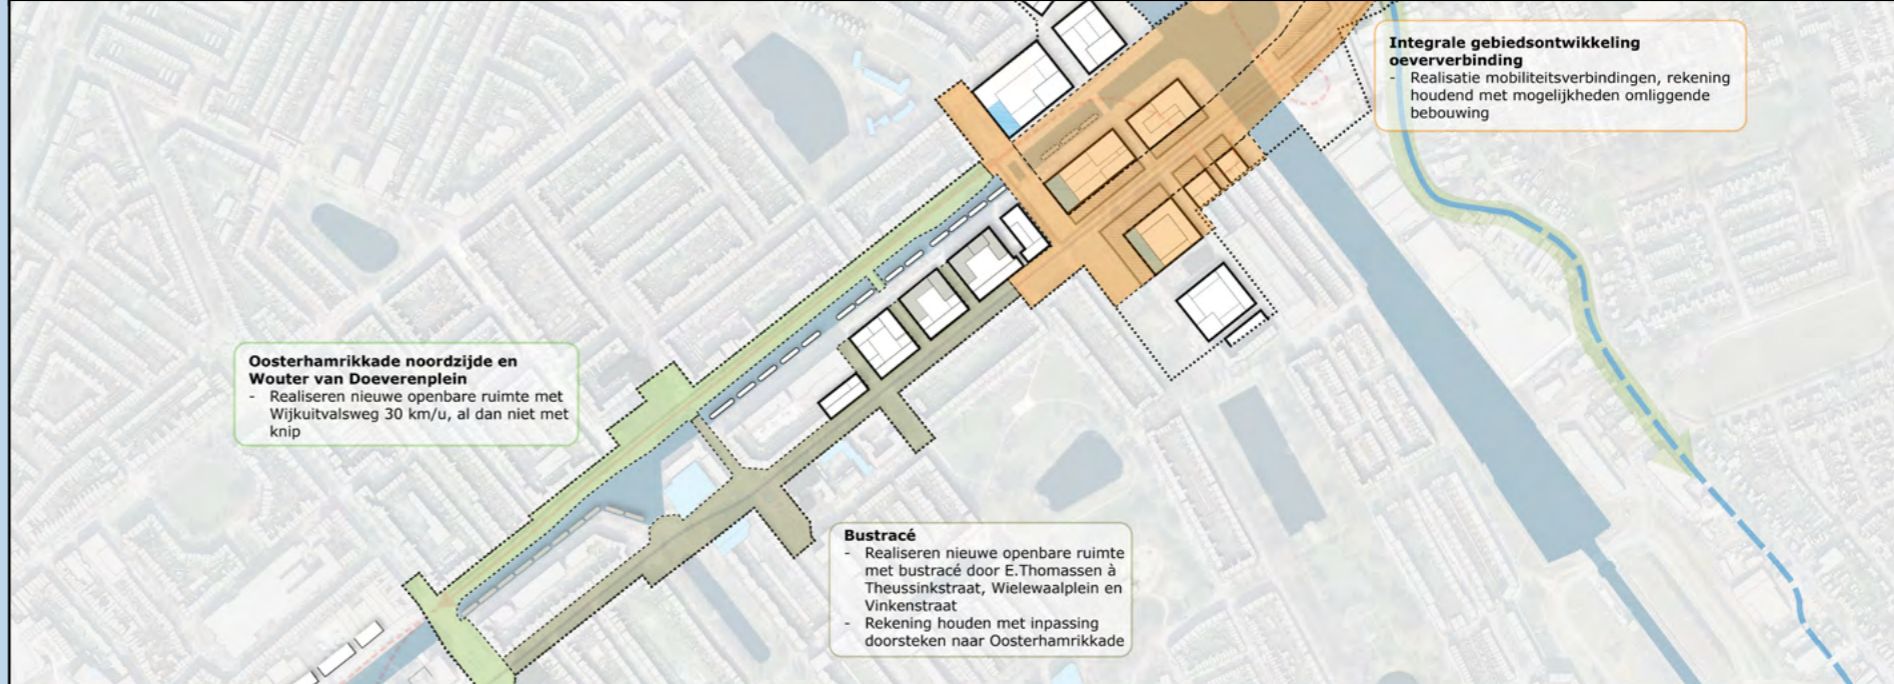 Integrale gebiedsontwikkeling
oeververbinding
- Realisatie mobiliteitsverbindingen, rekening
houdend met mogelijkheden omliggende
bebouwing
Oosterhamrikkade noordzijde en
Wouter van Doeverenplein
- Realiseren nieuwe openbare ruimte met
Wijkuitvalsweg 30 km/u, al dan niet met
knip
Bustracé
- Realiseren nieuwe openbare ruimte
met bustracé door E.Thomassen à
Theussinkstraat, Wielewaalplein en
Vinkenstraat
- Rekening houden met inpassing
doorsteken naar Oosterhamrikkade